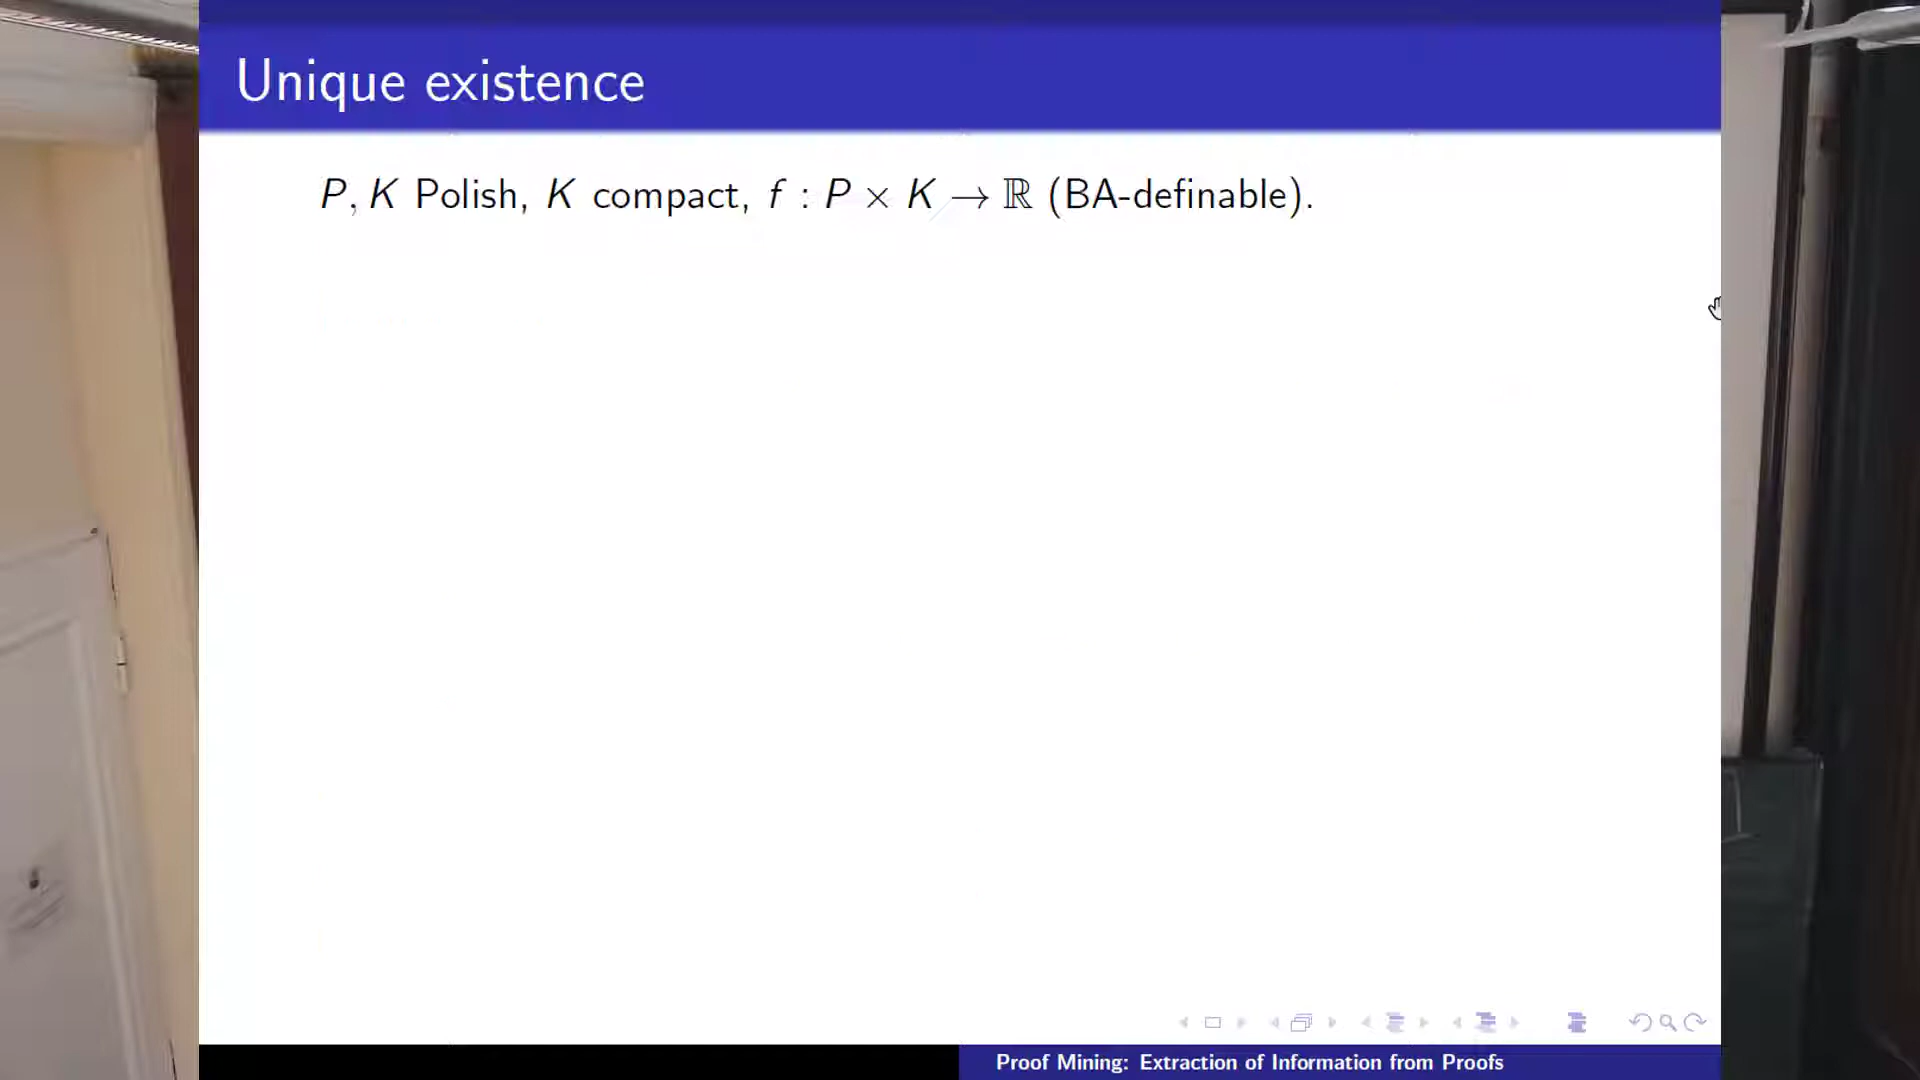 Unique existence
P, K Polish, K compact, f : P × K → ℝ (BA-definable).
Proof Mining: Extraction of Information from Proofs